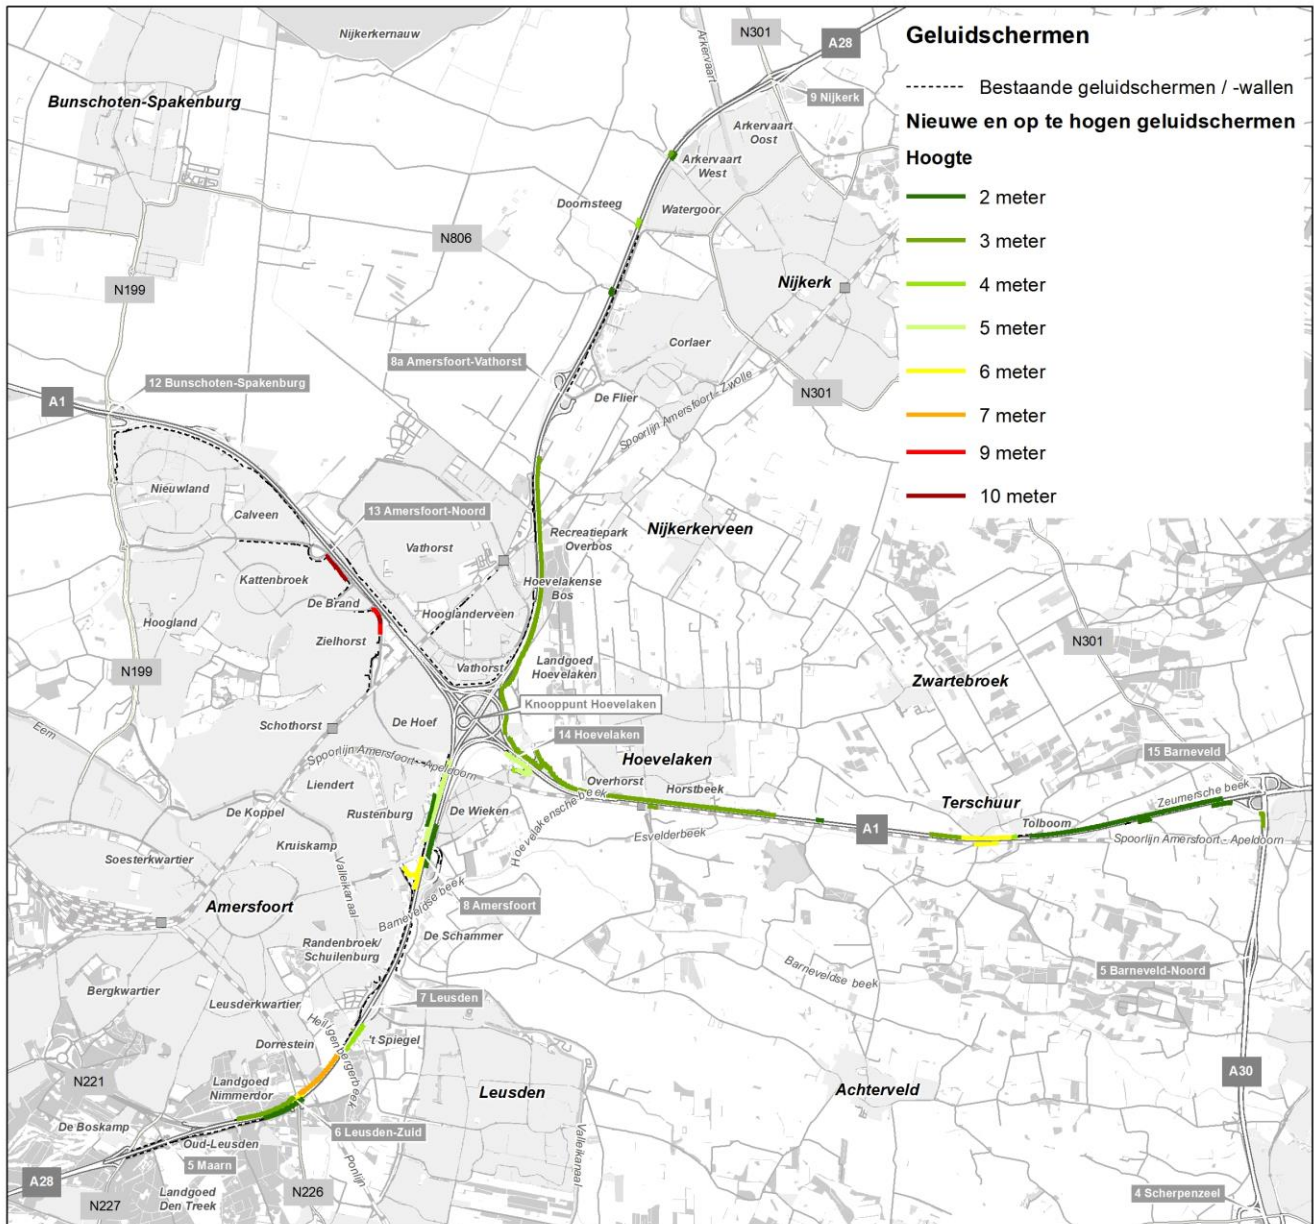 Nijkerkernauw
N301
A28
Geluidschermen
Bestaande geluidschermen / -wallen
Nieuwe en op te hogen geluidschermen
Hoogte
2 meter
3 meter
4 meter
5 meter
6 meter
7 meter
9 meter
10 meter
Bunschoten-Spakenburg
Arkervaart
9 Nijkerk
Arkervaart
Oost
Arkervaart
West
Doornsteeg
Watergoor
N806
N199
Nijkerk
Corlaer
8a Amersfoort-Vathorst
12 Bunschoten-Spakenburg
A1
De Flier
N301
Spoorlijn Amersfoort - Zwolle
Nieuwland
Calveen
13 Amersfoort-Noord
Vathorst
Recreatiepark
Overbos
Nijkerkerveen
Kattenbroek
Hoevelakense
Bos
De Brand
Hooglanderveen
Hoogland
Zielhorst
N301
N199
Vathorst
Landgoed
Hoevelaken
Zwartebroek
Knooppunt Hoevelaken
Eem
Schothorst
De Hoef
14 Hoevelaken
15 Barneveld
Spoorlijn Amersfoort - Apeldoorn
Hoevelaken
Liendert
Overhorst
Horstbeek
Terschuur
Zeumersche beek
De Koppel
Rustenburg
De Wieken
Tolboom
Hoevelakensche beek
Esvelderbeek
A1
Spoorlijn Amersfoort - Apeldoorn
Kruiskamp
Soesterkwartier
Valleikanaal
Amersfoort
Barneveldse beek
8 Amersfoort
De Schammer
Randenbroek/
Schuilenburg
Barneveldse beek
5 Barneveld-Noord
Bergkwartier
Leusderkwartier
7 Leusden
Heiligenbergerbeek
Dorrestein
't Spiegel
N221
Landgoed
Nimmerdor
Leusden
Achterveld
A30
De Boskamp
Oud-Leusden
6 Leusden-Zuid
5 Maarn
Valleikanaal
A28
Ponlijn
N227
Landgoed
Den Treek
N226
4 Scherpenzeel